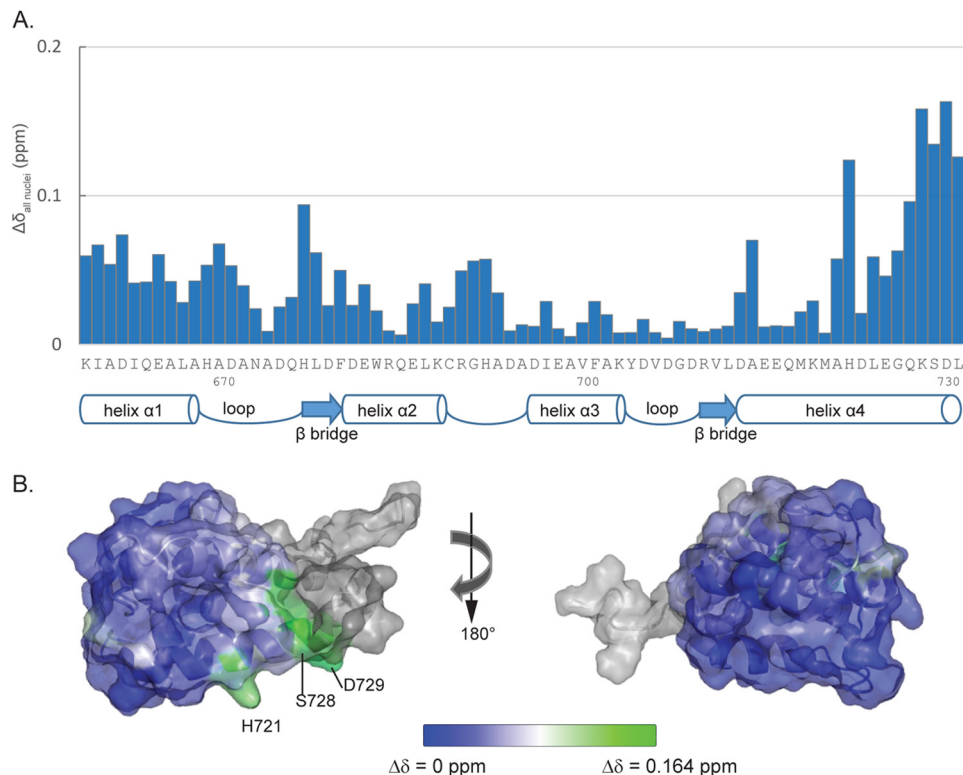 A.
0.2
0.1
0
Δδall nuclei (ppm)
KIADIQEALAHADANADQHLDFDEWRQELKCRGHADADIEAVFAKYDVDGDRVLDAEEQMKMAHDLEGQKSDL
670 700 730
helix α1 loop helix α2 helix α3 loop helix α4
β bridge β bridge
B.
180°
D729
S728
H721
Δδ = 0 ppm Δδ = 0.164 ppm